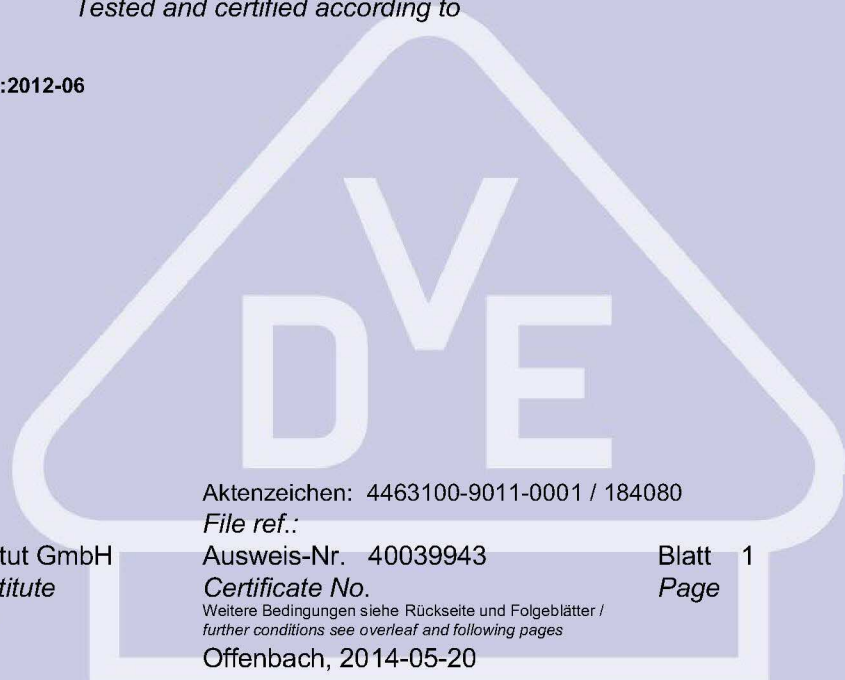 Tested and certified according to
:2012-06
DVE
Aktenzeichen: 4463100-9011-0001 / 184080
File ref.:
tut GmbH Ausweis-Nr. 40039943 Blatt 1
titute Certificate No. Page
Weitere Bedingungen siehe Rückseite und Folgeblätter /
further conditions see overleaf and following pages
Offenbach, 2014-05-20